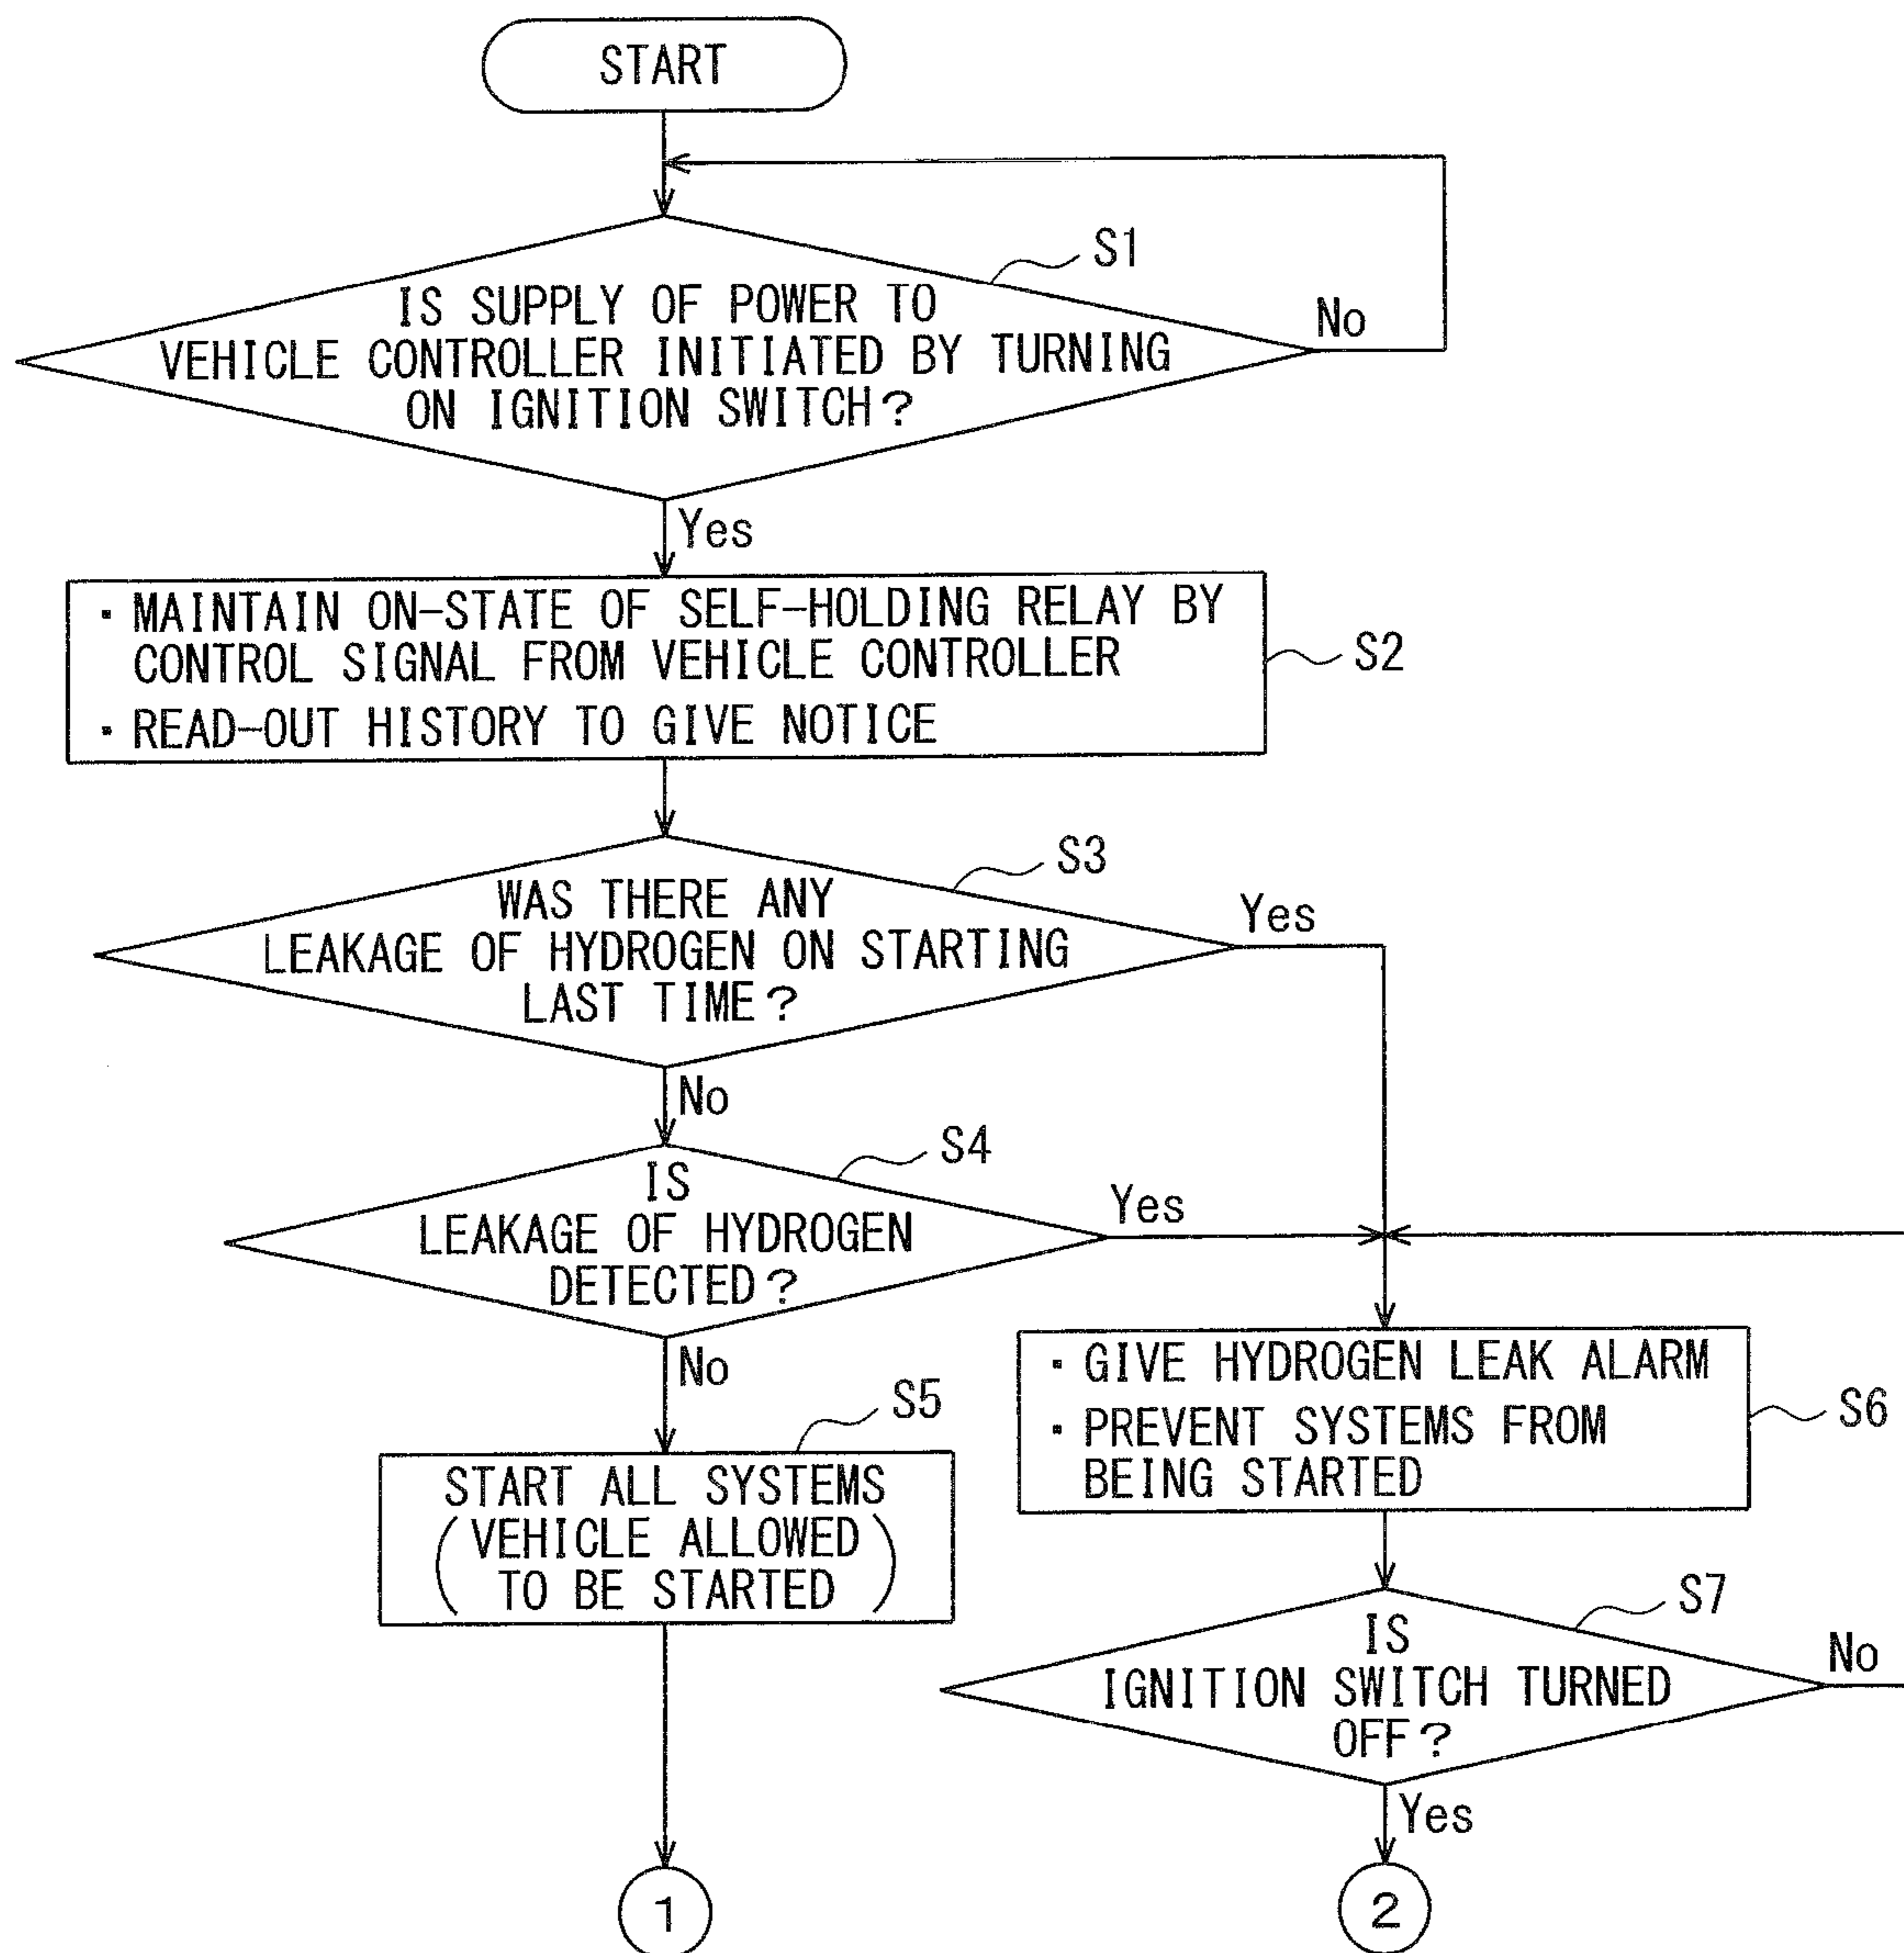 START
S1
IS SUPPLY OF POWER TO
VEHICLE CONTROLLER INITIATED BY TURNING
ON IGNITION SWITCH?
No
Yes
・MAINTAIN ON-STATE OF SELF-HOLDING RELAY BY
CONTROL SIGNAL FROM VEHICLE CONTROLLER
・READ-OUT HISTORY TO GIVE NOTICE
S2
S3
WAS THERE ANY
LEAKAGE OF HYDROGEN ON STARTING
LAST TIME?
Yes
No
S4
IS
LEAKAGE OF HYDROGEN
DETECTED?
Yes
No
S5
START ALL SYSTEMS
(VEHICLE ALLOWED
TO BE STARTED)
・GIVE HYDROGEN LEAK ALARM
・PREVENT SYSTEMS FROM
BEING STARTED
S6
S7
IS
IGNITION SWITCH TURNED
OFF?
No
Yes
1
2